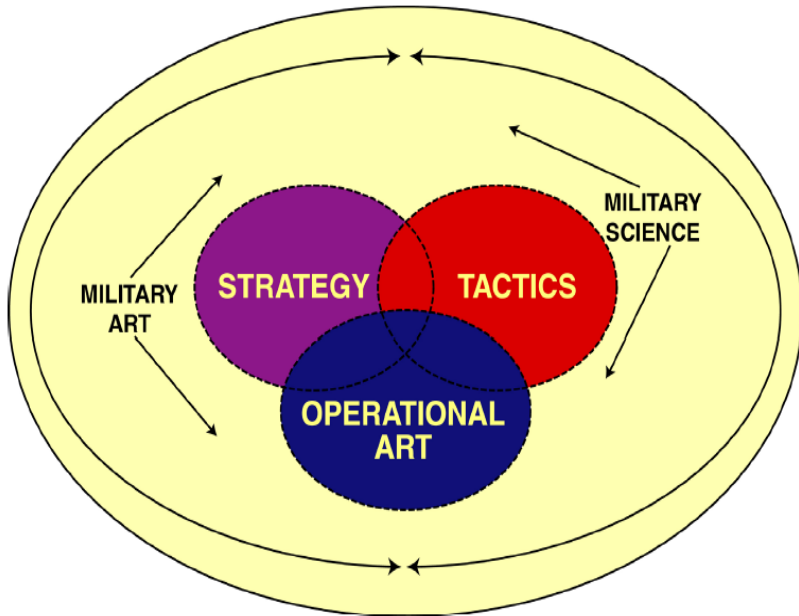 MILITARY
SCIENCE
STRATEGY
TACTICS
MILITARY
ART
OPERATIONAL
ART